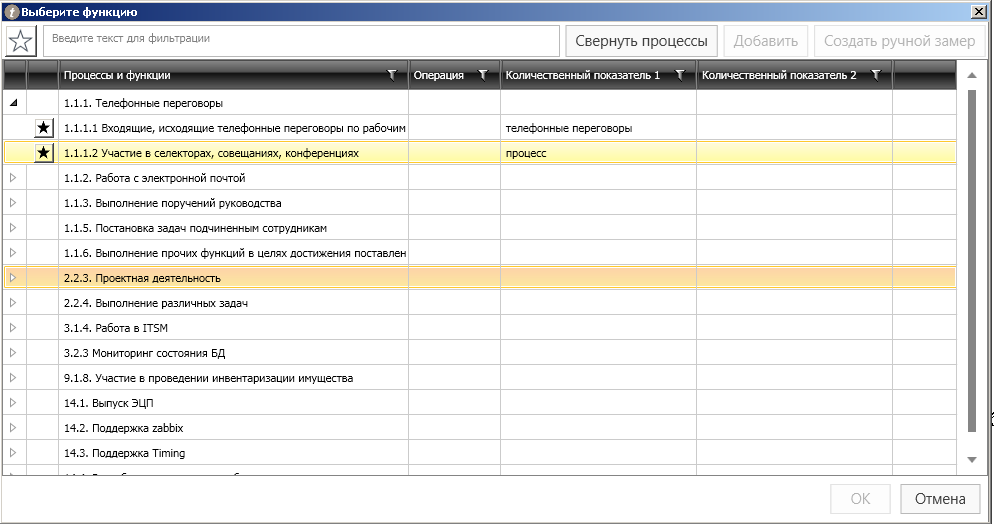 Выберите функцию
Введите текст для фильтрации
Свернуть процессы
Добавить
Создать ручной замер
Процессы и функции Операция Количественный показатель 1 Количественный показатель 2
1.1.1. Телефонные переговоры
1.1.1.1 Входящие, исходящие телефонные переговоры по рабочим телефонные переговоры
1.1.1.2 Участие в селекторах, совещаниях, конференциях процесс
1.1.2. Работа с электронной почтой
1.1.3. Выполнение поручений руководства
1.1.5. Постановка задач подчиненным сотрудникам
1.1.6. Выполнение прочих функций в целях достижения поставлен
2.2.3. Проектная деятельность
2.2.4. Выполнение различных задач
3.1.4. Работа в ITSM
3.2.3 Мониторинг состояния БД
9.1.8. Участие в проведении инвентаризации имущества
14.1. Выпуск ЭЦП
14.2. Поддержка zabbix
14.3. Поддержка Timing
OK
Отмена